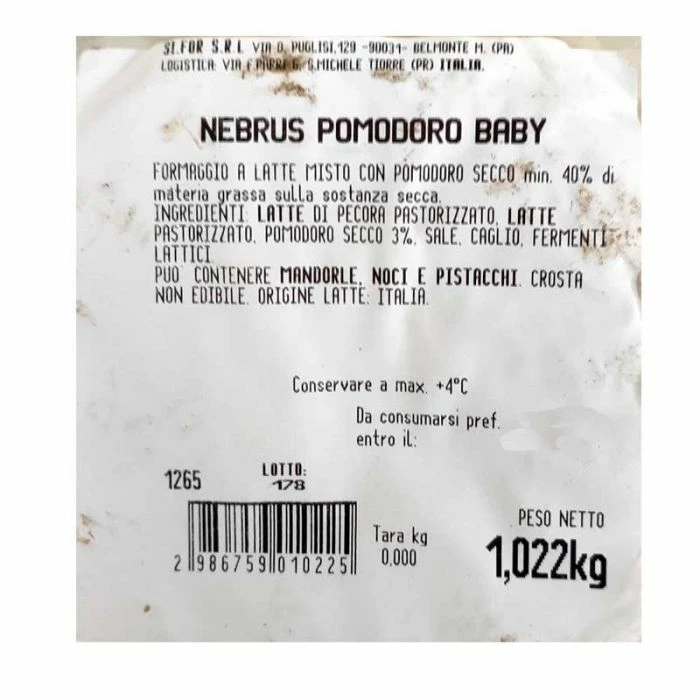 SI.FOR S.R.L VIA D. PUGLISI, 129 -90031- BELMONTE M. (PA)
LOGISTICA: VIA F.PARRI 6. S.MICHELE TIORRE (PR) ITALIA.
NEBRUS POMODORO BABY
FORMAGGIO A LATTE MISTO CON POMODORO SECCO min. 40% di
materia grassa sulla sostanza secca.
INGREDIENTI: LATTE DI PECORA PASTORIZZATO, LATTE
PASTORIZZATO, POMODORO SECCO 3%, SALE, CAGLIO, FERMENTI
LATTICI.
PUO' CONTENERE MANDORLE, NOCI E PISTACCHI. CROSTA
NON EDIBILE. ORIGINE LATTE: ITALIA.
Conservare a max. +4°C
Da consumarsi pref.
entro il:
1265
LOTTO:
178
2 986759 010225
Tara kg
0,000
PESO NETTO
1,022kg